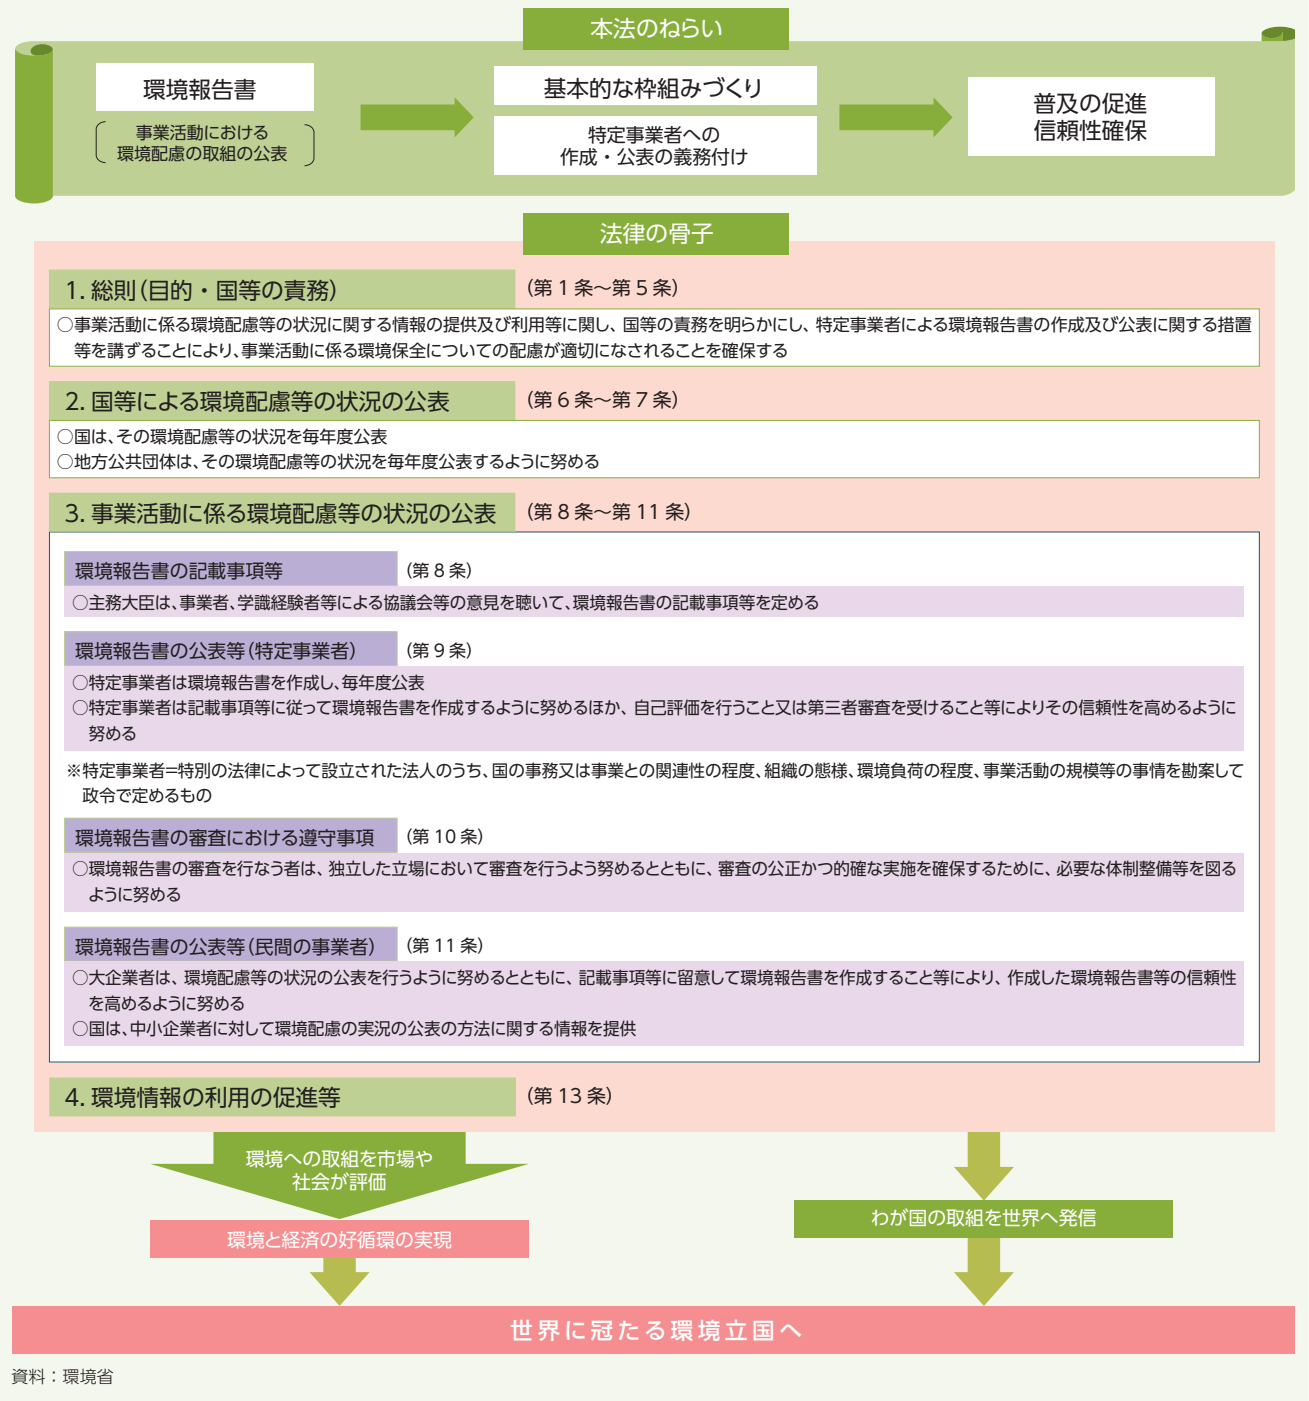 本法のねらい
環境報告書
事業活動における
環境配慮の取組の公表
基本的な枠組みづくり
特定事業者への
作成・公表の義務付け
普及の促進
信頼性確保
法律の骨子
1. 総則(目的・国等の責務)
(第1条~第5条)
○事業活動に係る環境配慮等の状況に関する情報の提供及び利用等に関し、国等の責務を明らかにし、特定事業者による環境報告書の作成及び公表に関する措置
等を講ずることにより、事業活動に係る環境保全についての配慮が適切になされることを確保する
2. 国等による環境配慮等の状況の公表
(第6条~第7条)
○国は、その環境配慮等の状況を毎年度公表
○地方公共団体は、その環境配慮等の状況を毎年度公表するように努める
3. 事業活動に係る環境配慮等の状況の公表
(第8条~第11条)
環境報告書の記載事項等
(第8条)
○主務大臣は、事業者、学識経験者等による協議会等の意見を聴いて、環境報告書の記載事項等を定める
環境報告書の公表等(特定事業者)
(第9条)
○特定事業者は環境報告書を作成し、毎年度公表
○特定事業者は記載事項等に従って環境報告書を作成するように努めるほか、自己評価を行うこと又は第三者審査を受けること等によりその信頼性を高めるように
努める
※特定事業者=特別の法律によって設立された法人のうち、国の事務又は事業との関連性の程度、組織の態様、環境負荷の程度、事業活動の規模等の事情を勘案して
政令で定めるもの
環境報告書の審査における遵守事項
(第10条)
○環境報告書の審査を行なう者は、独立した立場において審査を行うよう努めるとともに、審査の公正かつ的確な実施を確保するために、必要な体制整備等を図る
ように努める
環境報告書の公表等(民間の事業者)
(第11条)
○大企業者は、環境配慮等の状況の公表を行うように努めるとともに、記載事項等に留意して環境報告書を作成すること等により、作成した環境報告書等の信頼性
を高めるように努める
○国は、中小企業者に対して環境配慮の実況の公表の方法に関する情報を提供
4. 環境情報の利用の促進等
(第13条)
環境への取組を市場や
社会が評価
環境と経済の好循環の実現
わが国の取組を世界へ発信
世界に冠たる環境立国へ
資料：環境省